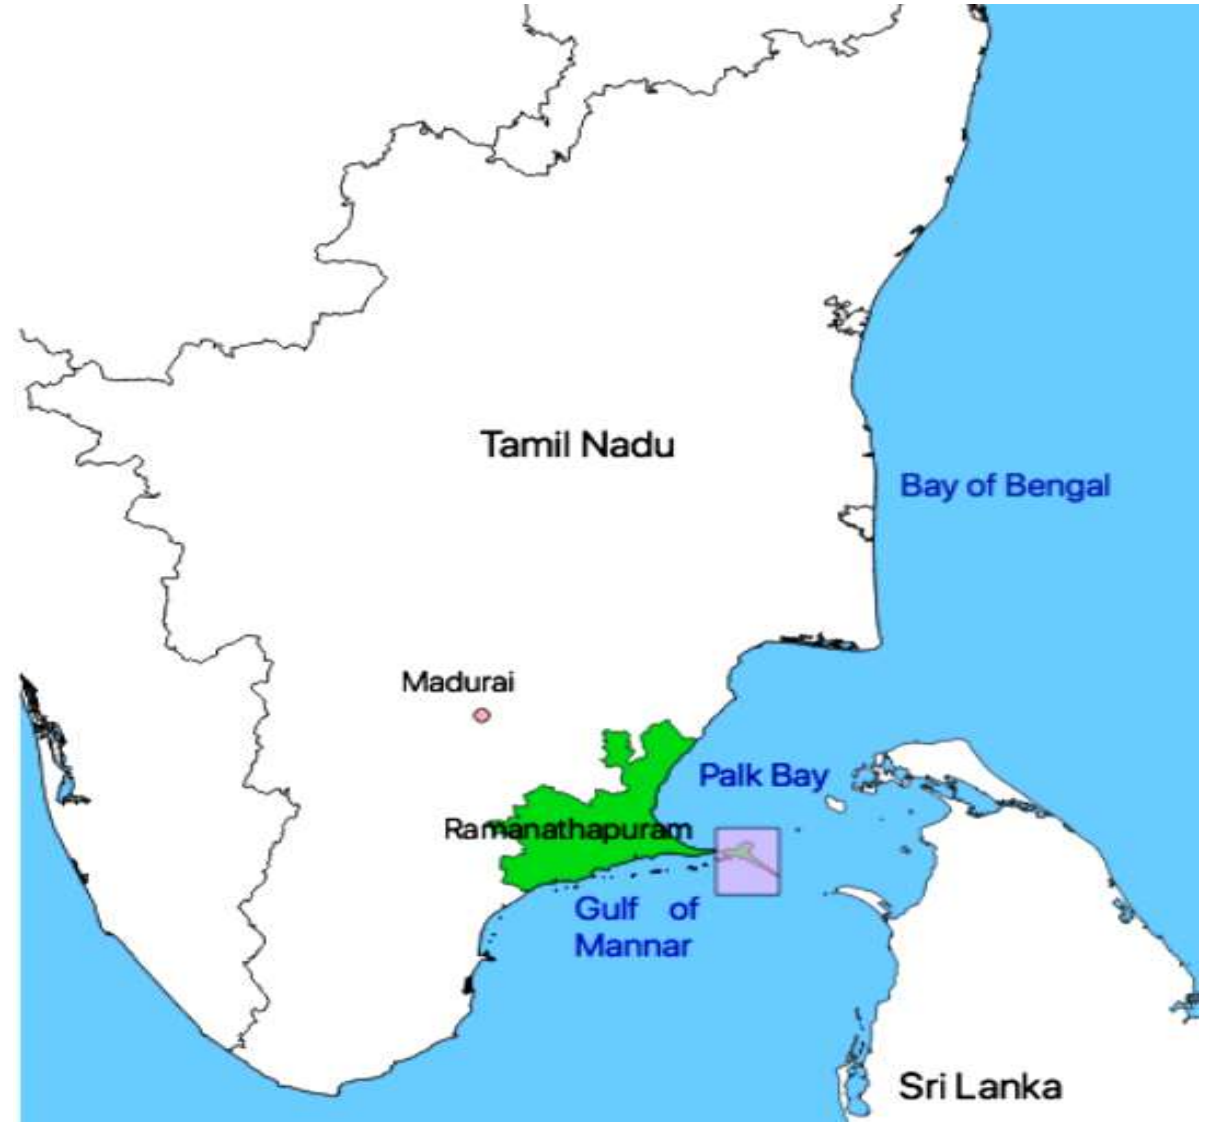 Tamil Nadu
Bay of Bengal
Madurai
Palk Bay
Ramanathapuram
Gulf of
Mannar
Sri Lanka